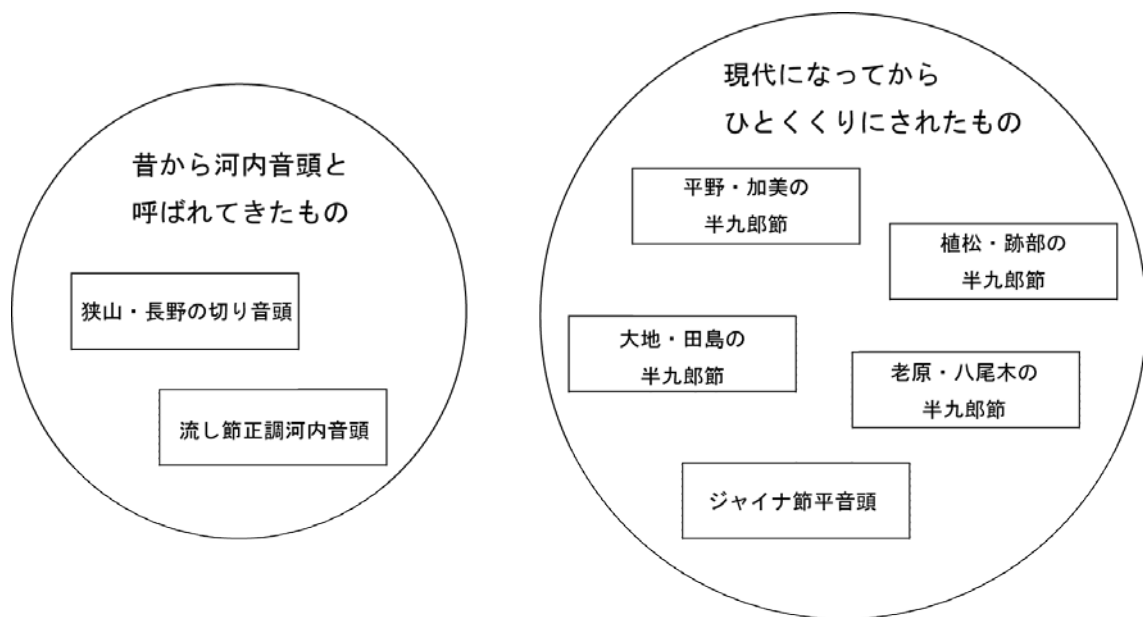 昔から河内音頭と
呼ばれてきたもの
狭山・長野の切り音頭
流し節正調河内音頭
現代になってから
ひとくくりにされたもの
平野・加美の
半九郎節
植松・跡部の
半九郎節
大地・田島の
半九郎節
老原・八尾木の
半九郎節
ジャイナ節平音頭